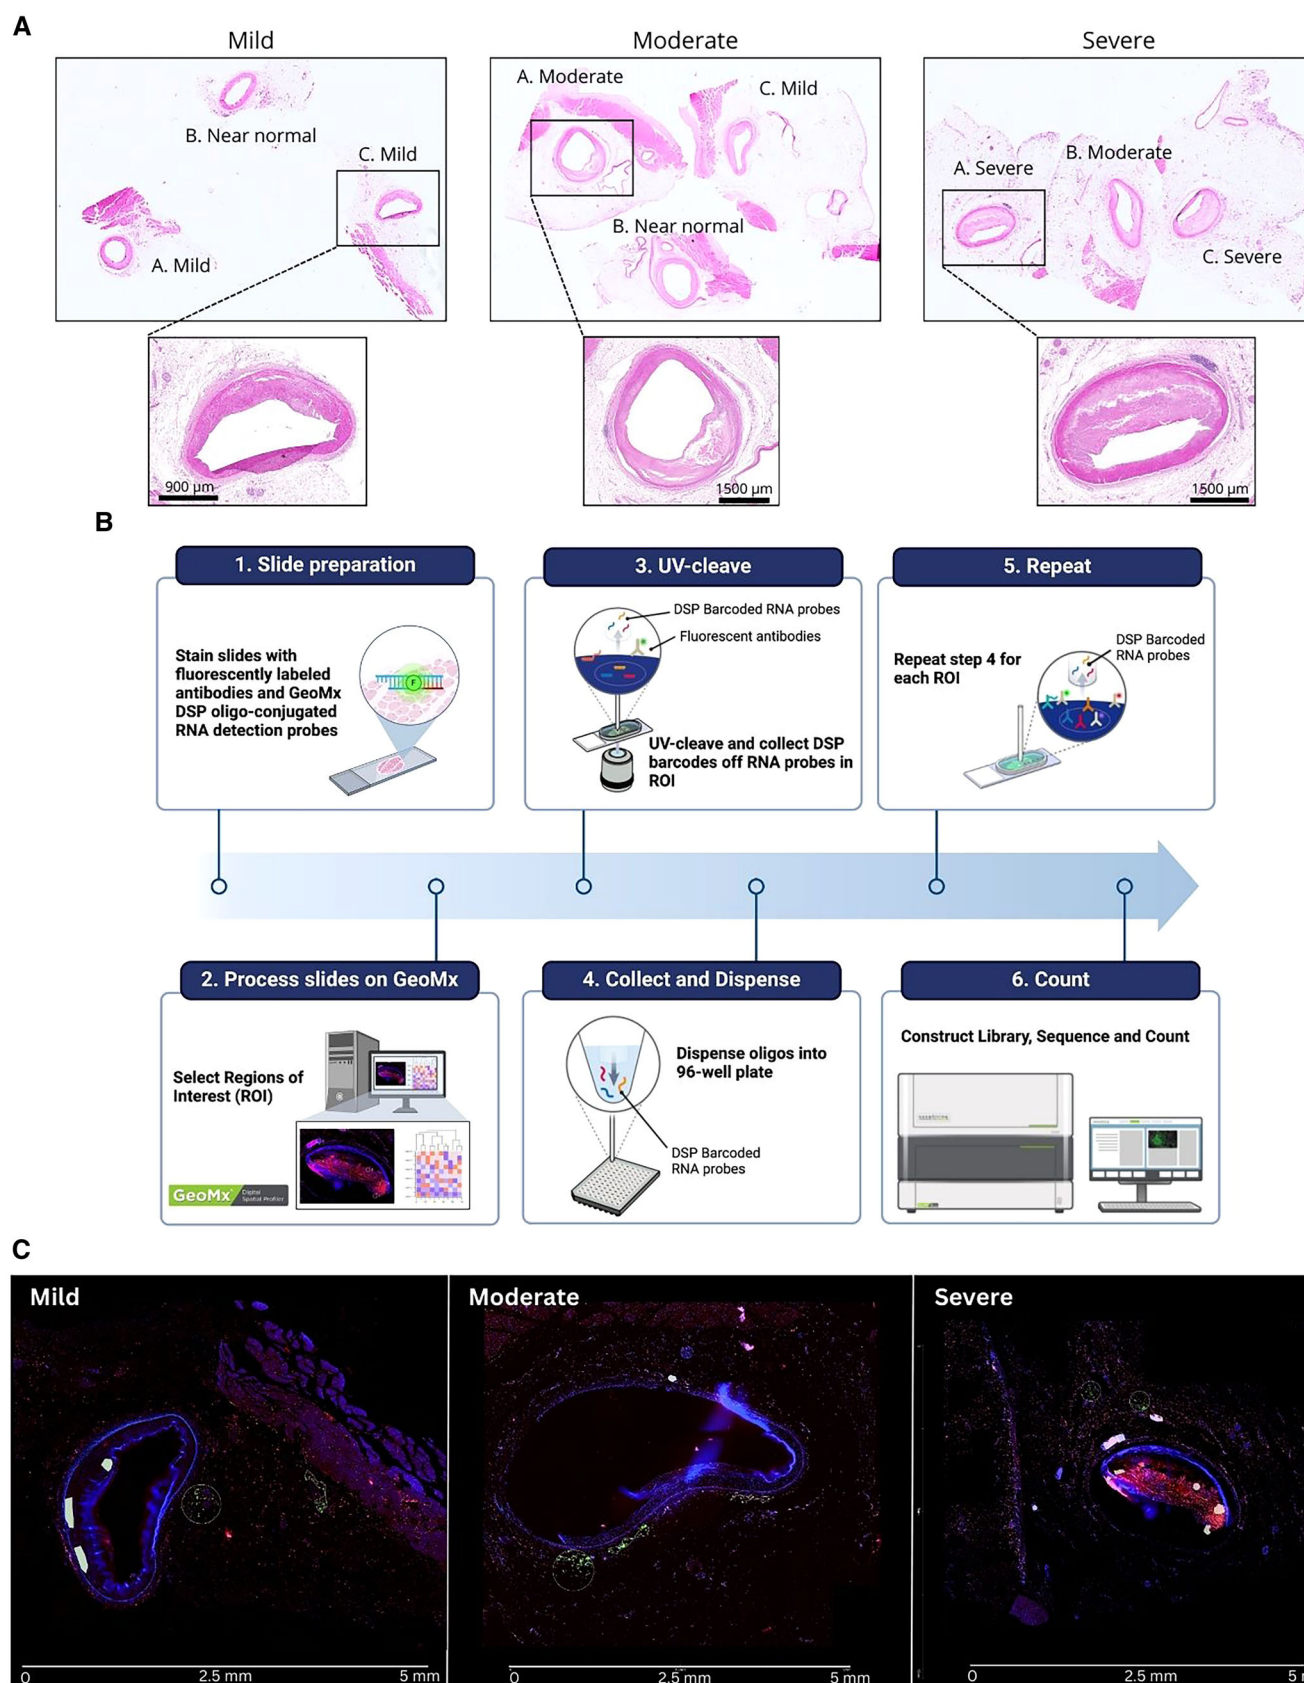 A
Mild
Moderate
Severe
B. Near normal
C. Mild
A. Mild
A. Moderate
C. Mild
B. Near normal
A. Severe
B. Moderate
C. Severe
900 µm
1500 µm
1500 µm
B
1. Slide preparation
Stain slides with
fluorescently labeled
antibodies and GeoMx
DSP oligo-conjugated
RNA detection probes
F
3. UV-cleave
DSP Barcoded RNA probes
Fluorescent antibodies
UV-cleave and collect DSP
barcodes off RNA probes in
ROI
5. Repeat
Repeat step 4 for
each ROI
DSP Barcoded
RNA probes
2. Process slides on GeoMx
Select Regions of
Interest (ROI)
GeoMx
Digital
Spatial Profiler
4. Collect and Dispense
Dispense oligos into
96-well plate
DSP Barcoded
RNA probes
6. Count
Construct Library, Sequence and Count
C
Mild
Moderate
Severe
0 2.5 mm 5 mm
0 2.5 mm 5 mm
0 2.5 mm 5 m